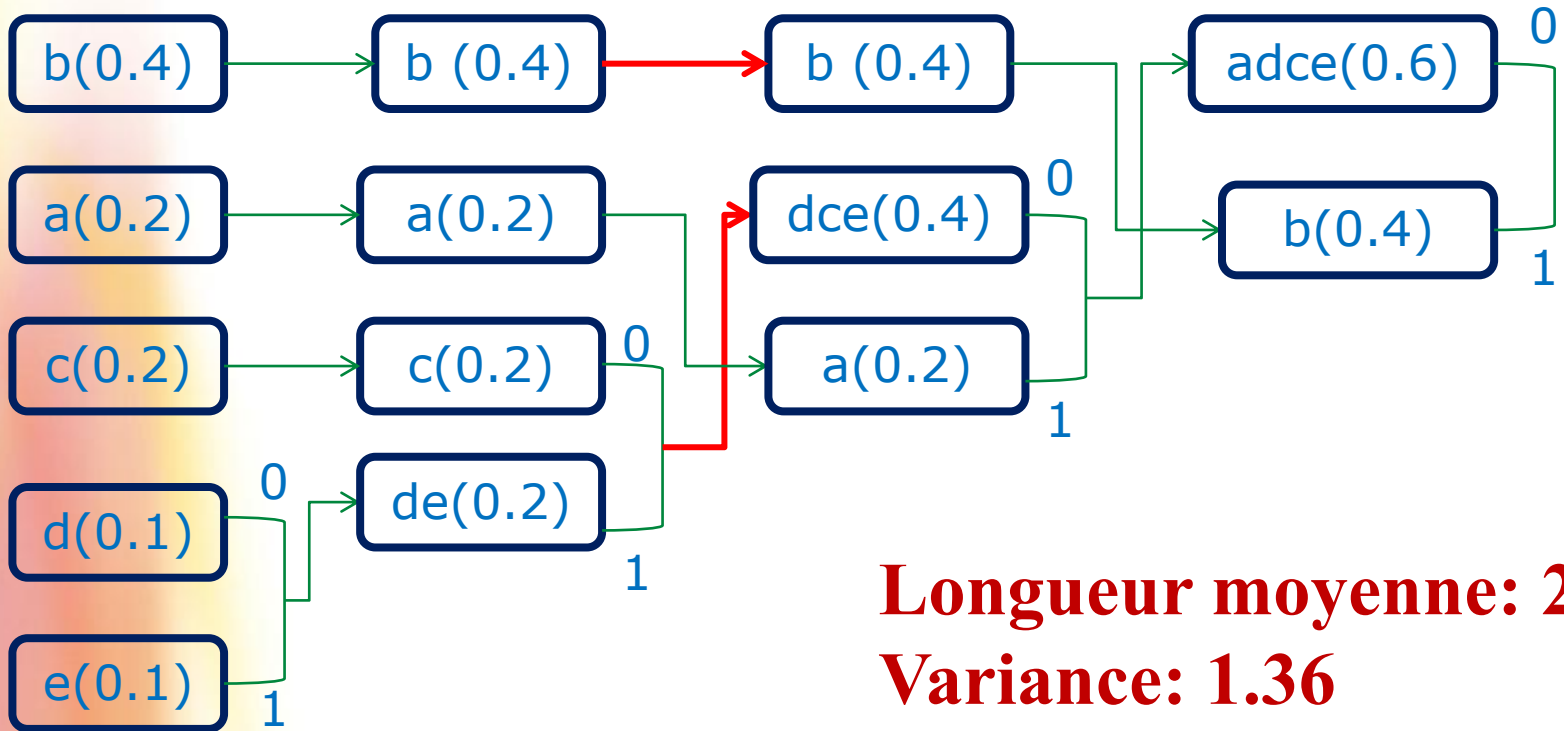 b(0.4)
b (0.4)
b (0.4)
adce(0.6)
0
a(0.2)
a(0.2)
dce(0.4)
0
b(0.4)
1
c(0.2)
c(0.2)
0
a(0.2)
1
d(0.1)
0
de(0.2)
1
e(0.1)
1
Longueur moyenne: 2
Variance: 1.36